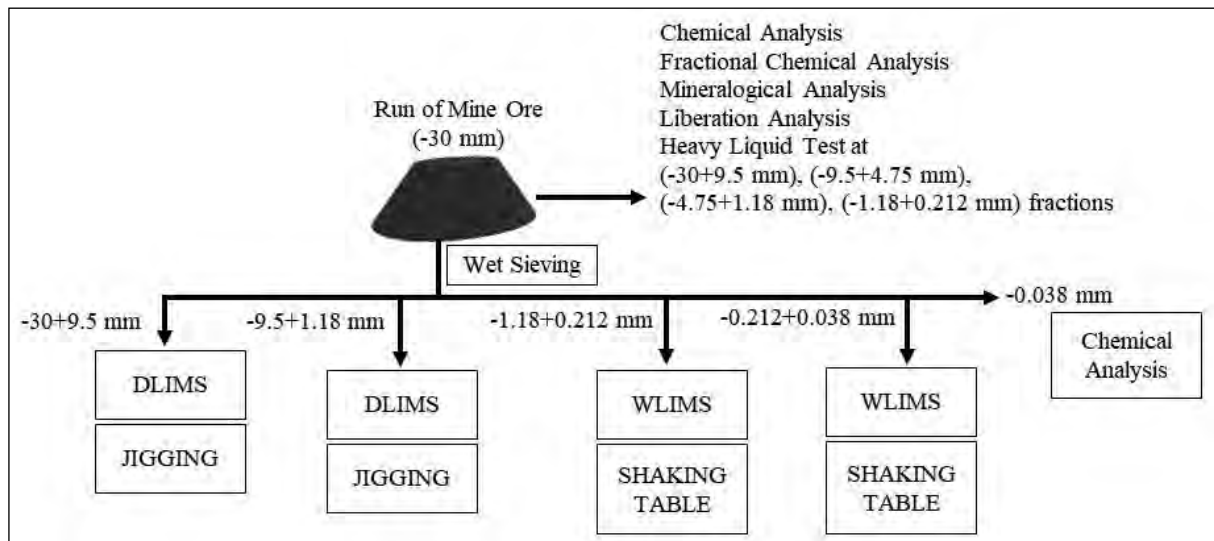 Chemical Analysis
Fractional Chemical Analysis
Mineralogical Analysis
Liberation Analysis
Heavy Liquid Test at
(-30+9.5 mm), (-9.5+4.75 mm),
(-4.75+1.18 mm), (-1.18+0.212 mm) fractions
Run of Mine Ore
(-30 mm)
Wet Sieving
-30+9.5 mm
-9.5+1.18 mm
-1.18+0.212 mm
-0.212+0.038 mm
-0.038 mm
DLIMS
JIGGING
DLIMS
JIGGING
WLIMS
SHAKING
TABLE
WLIMS
SHAKING
TABLE
Chemical
Analysis